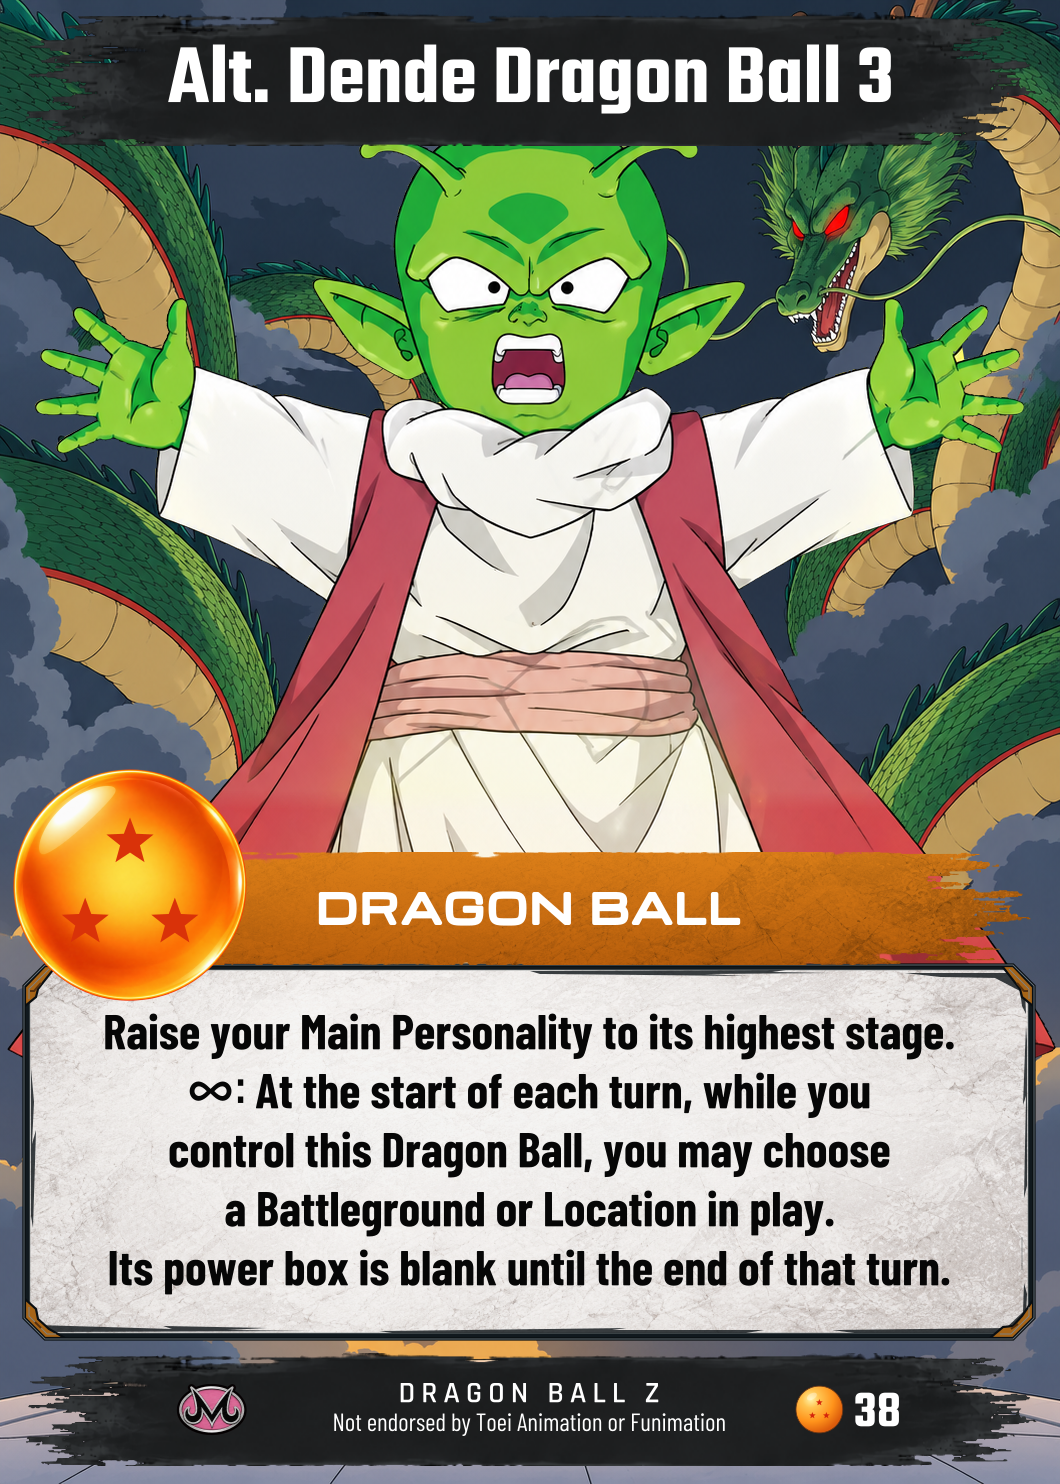 Alt. Dende Dragon Ball 3
DRAGON BALL
Raise your Main Personality to its highest stage.
∞: At the start of each turn, while you
control this Dragon Ball, you may choose
a Battleground or Location in play.
Its power box is blank until the end of that turn.
DRAGON BALL Z
Not endorsed by Toei Animation or Funimation
M
38